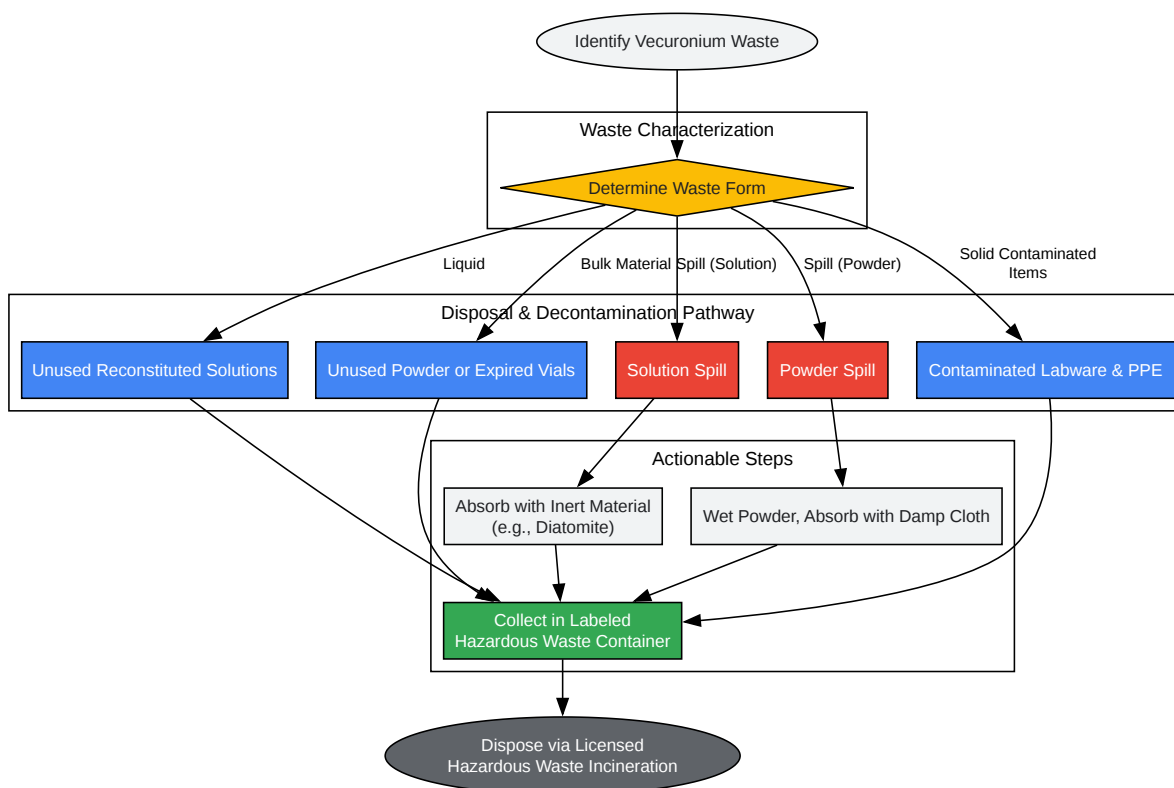 Identify Vecuronium Waste
Waste Characterization
Determine Waste Form
Liquid
Bulk Material
Spill (Solution)
Spill (Powder)
Solid Contaminated
Items
Disposal & Decontamination Pathway
Unused Reconstituted Solutions
Unused Powder or Expired Vials
Solution Spill
Powder Spill
Contaminated Labware & PPE
Actionable Steps
Absorb with Inert Material
(e.g., Diatomite)
Wet Powder, Absorb with Damp Cloth
Collect in Labeled
Hazardous Waste Container
Dispose via Licensed
Hazardous Waste Incineration